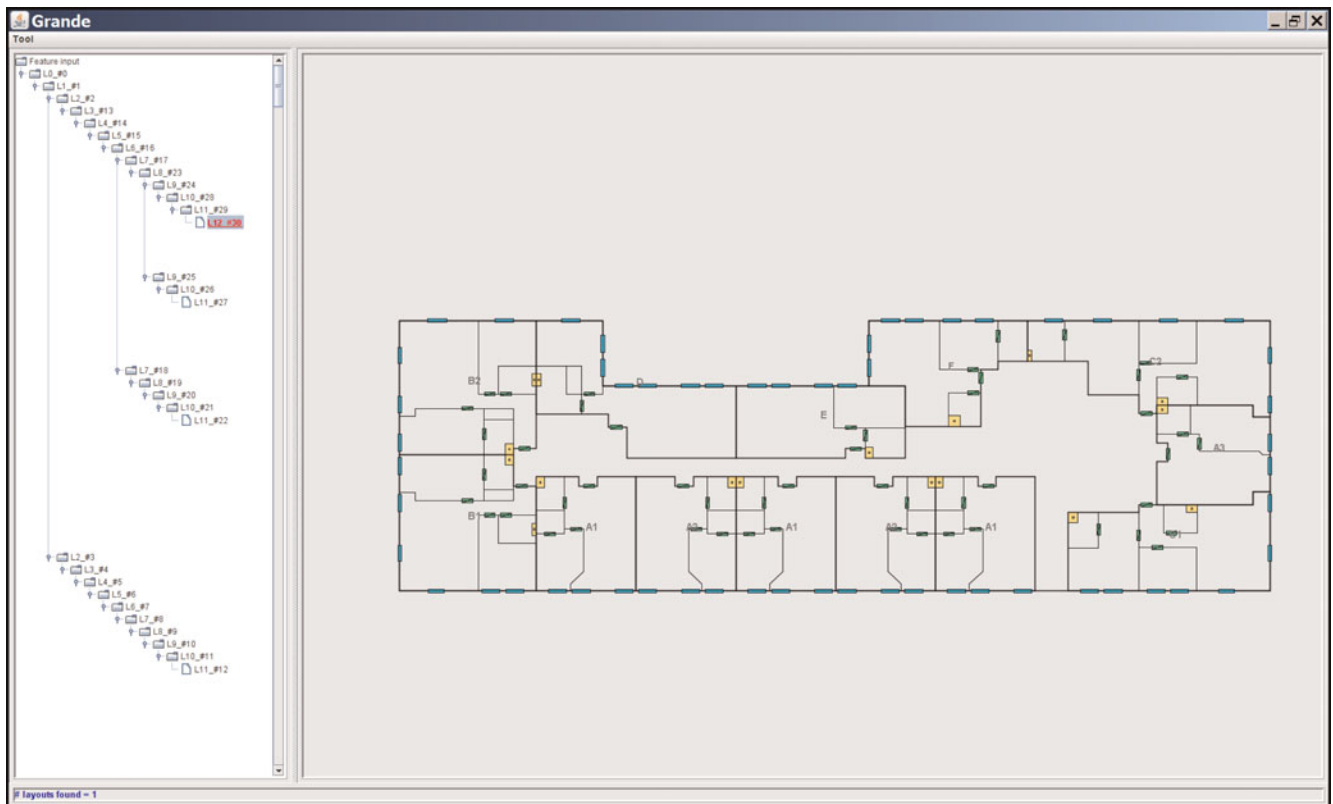 Grande
Tool
Feature input
L0_#0
L1_#1
L2_#2
L3_#13
L4_#14
L5_#15
L6_#16
L7_#17
L8_#23
L9_#24
L10_#28
L11_#29
L12_#30
L9_#25
L10_#26
L11_#27
L7_#18
L8_#19
L9_#20
L10_#21
L11_#22
L2_#3
L3_#4
L4_#5
L5_#6
L6_#7
L7_#8
L8_#9
L9_#10
L10_#11
L11_#12
B2
D
F
C2
E
A3
B1
A1
A2
A1
A2
A1
C1
# layouts found = 1